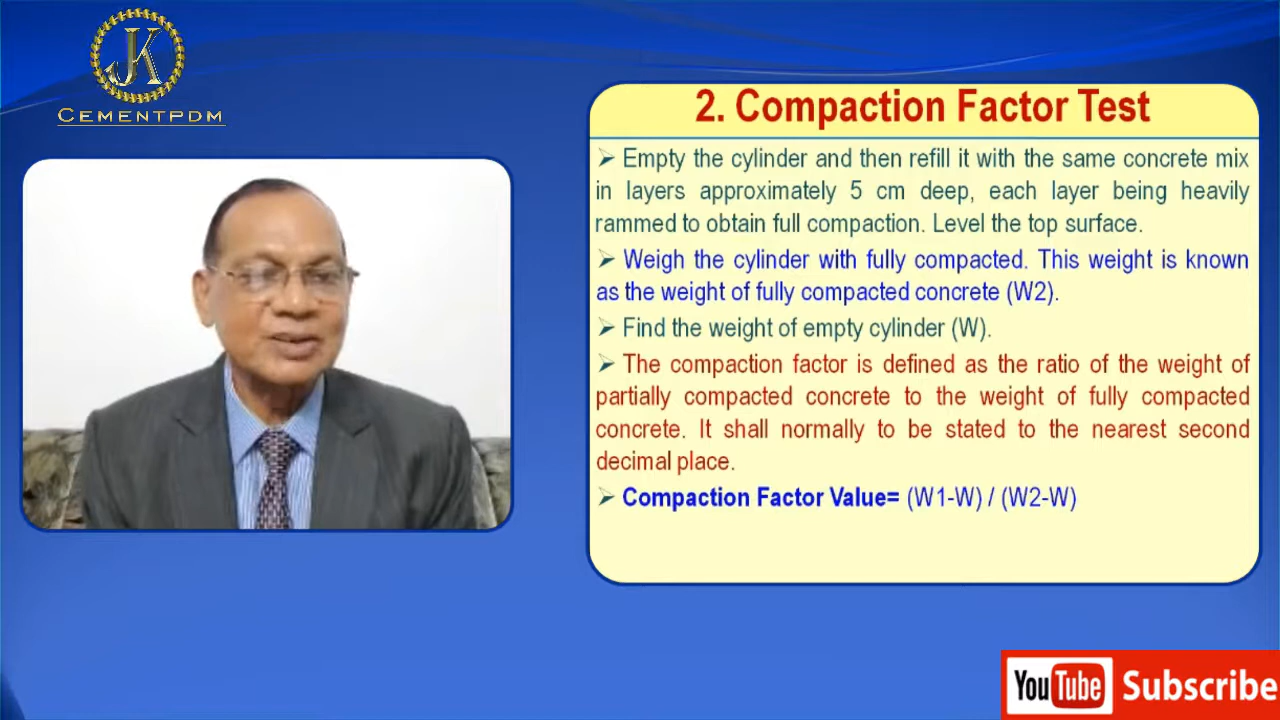 JK
CEMENTPDM
2. Compaction Factor Test
➢ Empty the cylinder and then refill it with the same concrete mix
in layers approximately 5 cm deep, each layer being heavily
rammed to obtain full compaction. Level the top surface.
➢ Weigh the cylinder with fully compacted. This weight is known
as the weight of fully compacted concrete (W2).
➢ Find the weight of empty cylinder (W).
➢ The compaction factor is defined as the ratio of the weight of
partially compacted concrete to the weight of fully compacted
concrete. It shall normally to be stated to the nearest second
decimal place.
➢ Compaction Factor Value= (W1-W) / (W2-W)
YouTube Subscribe